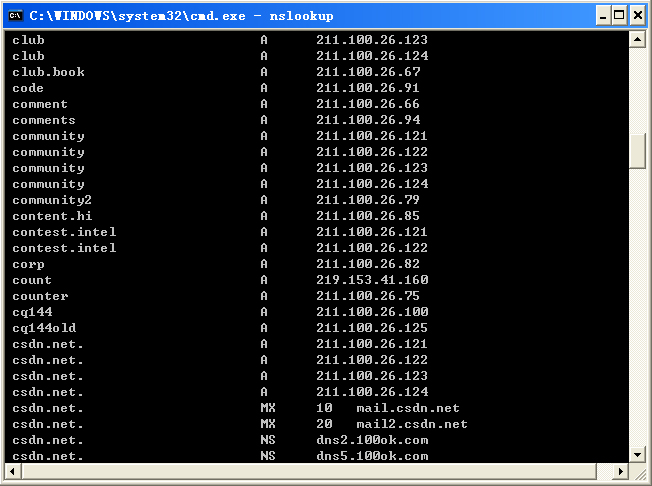 C:\WINDOWS\system32\cmd.exe - nslookup
club A 211.100.26.123
club A 211.100.26.124
club.book A 211.100.26.67
code A 211.100.26.91
comment A 211.100.26.66
comments A 211.100.26.94
community A 211.100.26.121
community A 211.100.26.122
community A 211.100.26.123
community A 211.100.26.124
community2 A 211.100.26.79
content.hi A 211.100.26.85
contest.intel A 211.100.26.121
contest.intel A 211.100.26.122
corp A 211.100.26.82
count A 219.153.41.160
counter A 211.100.26.75
cq144 A 211.100.26.100
cq144old A 211.100.26.125
csdn.net. A 211.100.26.121
csdn.net. A 211.100.26.122
csdn.net. A 211.100.26.123
csdn.net. A 211.100.26.124
csdn.net. MX 10 mail.csdn.net
csdn.net. MX 20 mail2.csdn.net
csdn.net. NS dns2.100ok.com
csdn.net. NS dns5.100ok.com